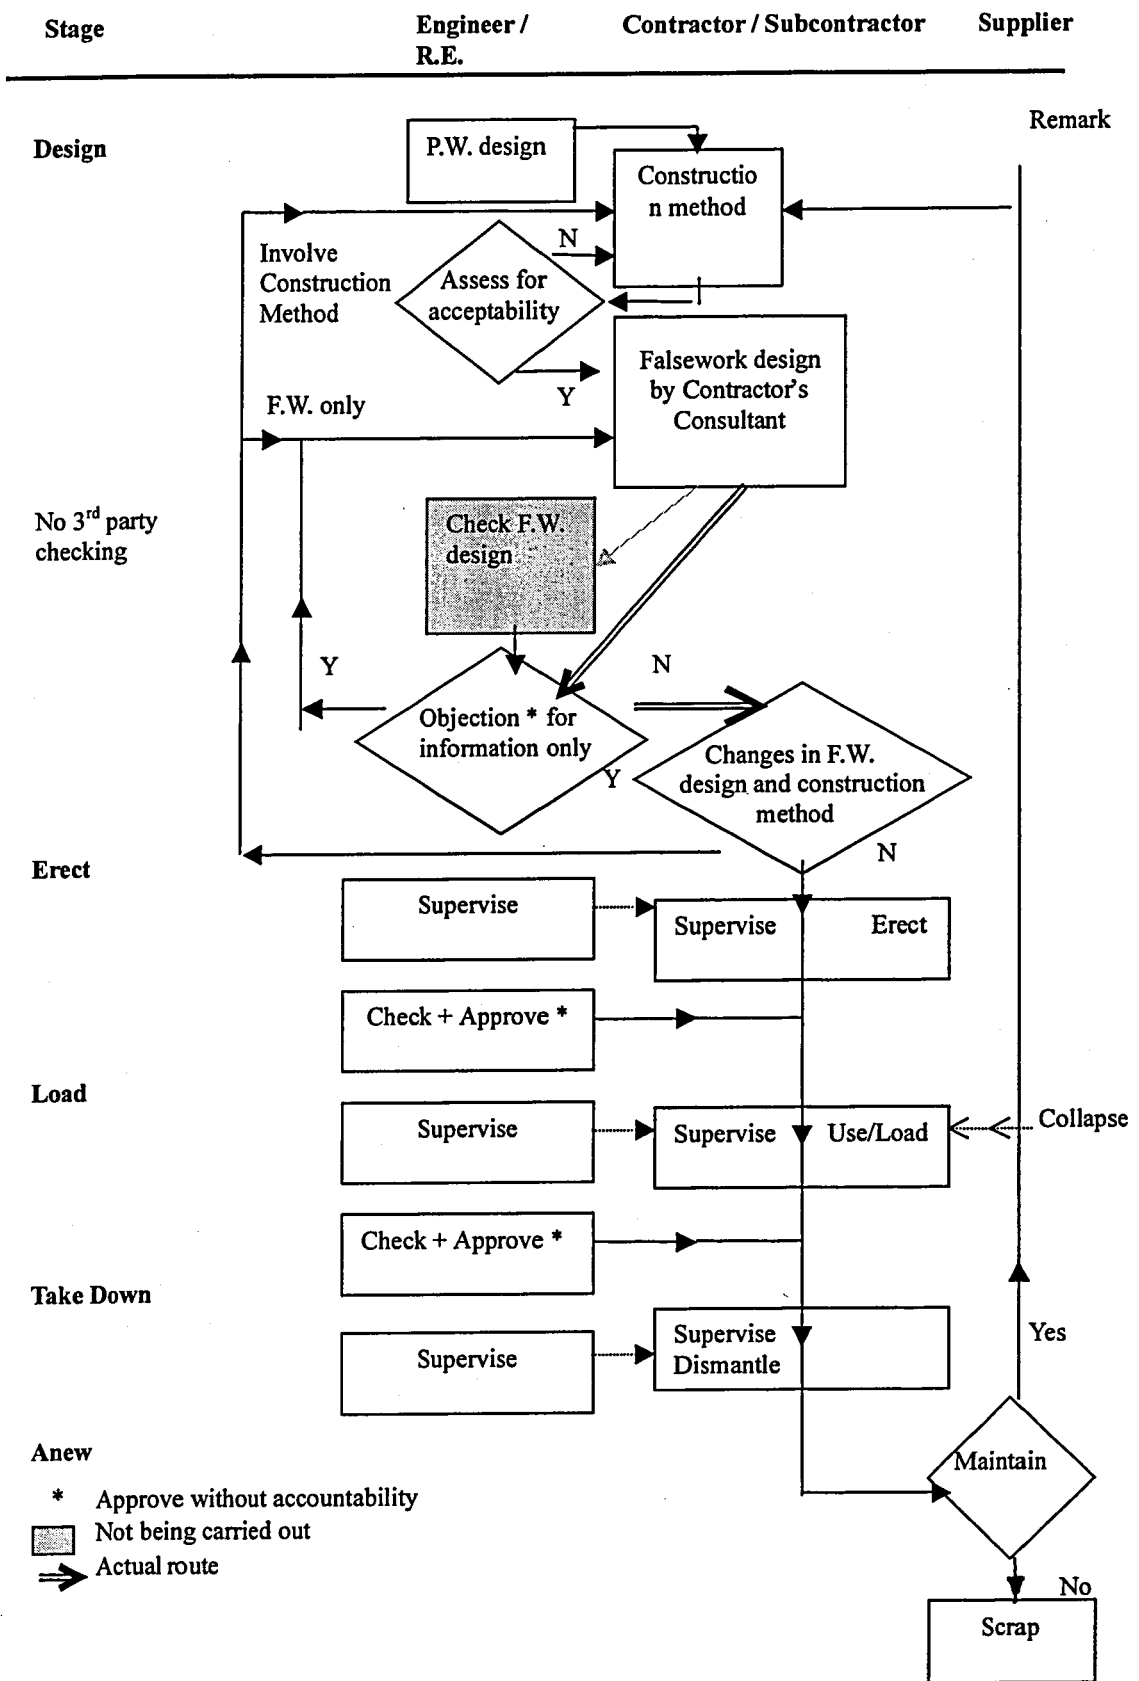 Stage
Engineer /
R.E.
Contractor / Subcontractor
Supplier
Remark
Design
P.W. design
Constructio
n method
N
Involve
Construction
Method
Assess for
acceptability
Y
Falsework design
by Contractor's
Consultant
F.W. only
No 3rd party
checking
Check F.W.
design
Y
N
Objection * for
information only
Y
Changes in F.W.
design and construction
method
N
Erect
Supervise
Supervise
Erect
Check + Approve *
Load
Supervise
Supervise
Use/Load
Collapse
Check + Approve *
Take Down
Supervise
Supervise
Dismantle
Yes
Anew
Maintain
* Approve without accountability
Not being carried out
Actual route
No
Scrap